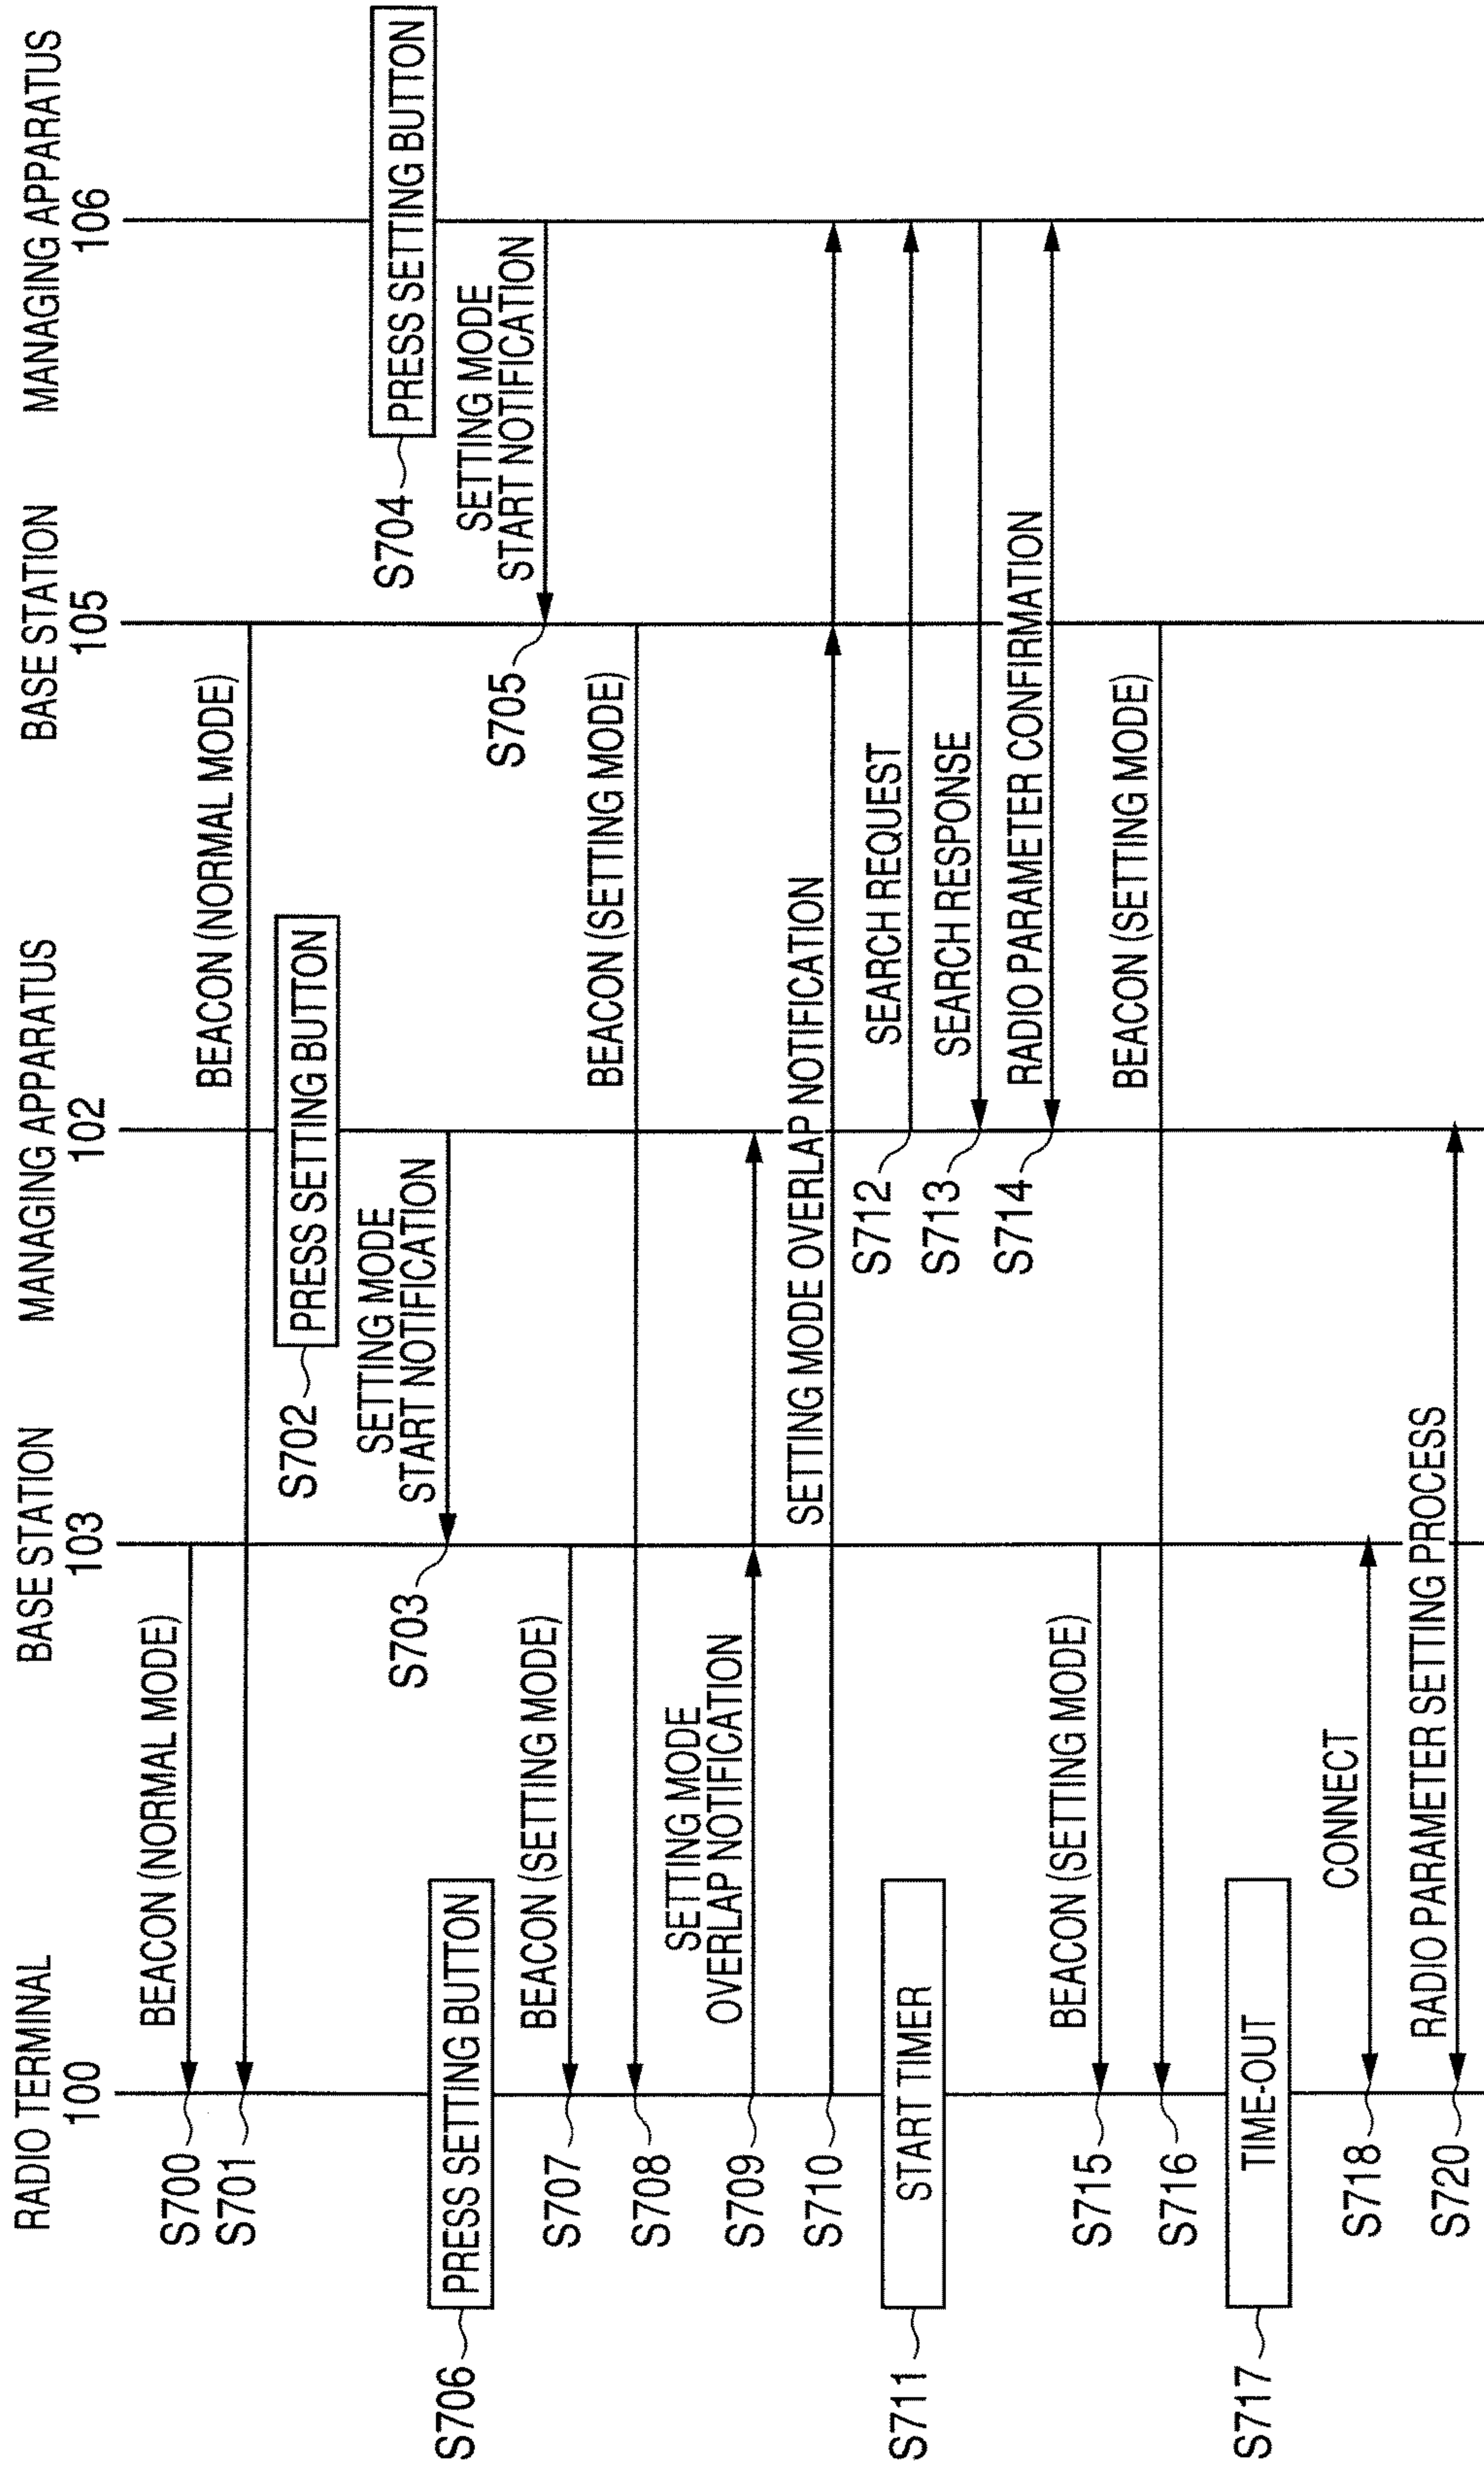 RADIO TERMINAL
100
BASE STATION
103
MANAGING APPARATUS
102
BASE STATION
105
MANAGING APPARATUS
106
S700
BEACON (NORMAL MODE)
S701
BEACON (NORMAL MODE)
S702
PRESS SETTING BUTTON
S703
SETTING MODE
START NOTIFICATION
S704
PRESS SETTING BUTTON
S705
SETTING MODE
START NOTIFICATION
S706
PRESS SETTING BUTTON
S707
BEACON (SETTING MODE)
S708
BEACON (SETTING MODE)
S709
SETTING MODE
OVERLAP NOTIFICATION
S710
SETTING MODE OVERLAP NOTIFICATION
S711
START TIMER
S712
SEARCH REQUEST
S713
SEARCH RESPONSE
S714
RADIO PARAMETER CONFIRMATION
S715
BEACON (SETTING MODE)
S716
BEACON (SETTING MODE)
S717
TIME-OUT
S718
CONNECT
S720
RADIO PARAMETER SETTING PROCESS